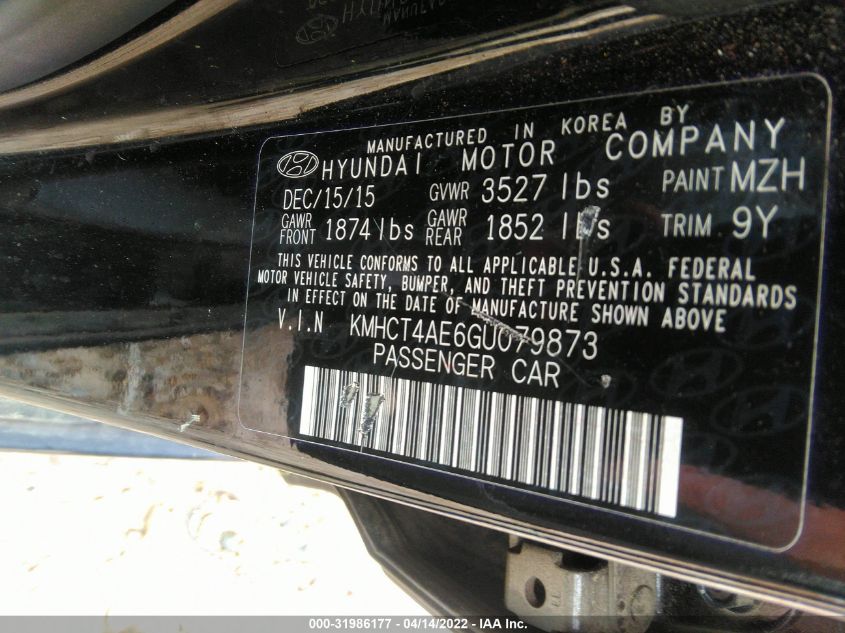 MANUFACTURED IN KOREA BY
HYUNDAI MOTOR COMPANY
DEC/15/15 GVWR 3527 lbs PAINT MZH
GAWR FRONT 1874 lbs GAWR REAR 1852 lbs TRIM 9Y
THIS VEHICLE CONFORMS TO ALL APPLICABLE U.S.A. FEDERAL
MOTOR VEHICLE SAFETY, BUMPER, AND THEFT PREVENTION STANDARDS
IN EFFECT ON THE DATE OF MANUFACTURE SHOWN ABOVE
V.I.N KMHCT4AE6GU079873
PASSENGER CAR
000-31986177 - 04/14/2022 - IAA Inc.